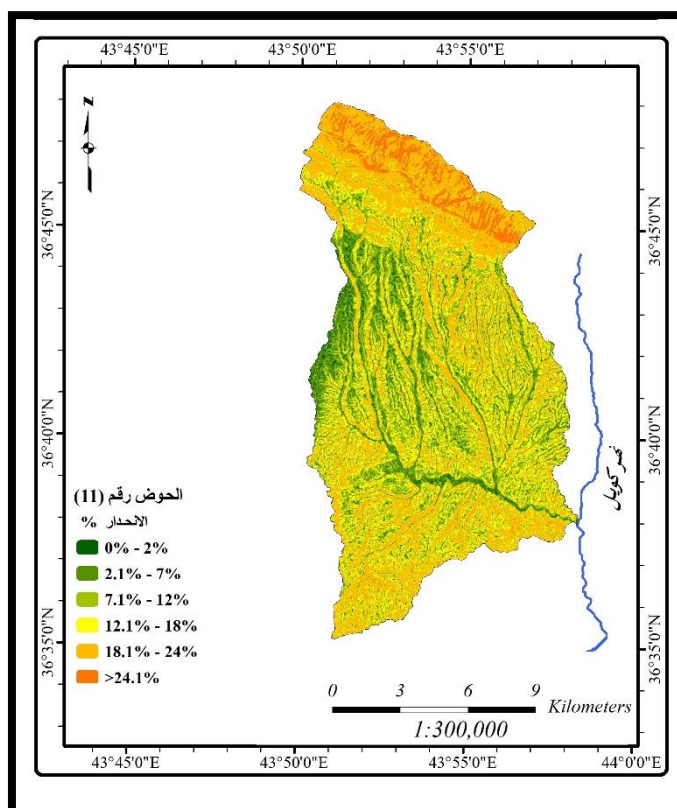 43°45'0"E 43°50'0"E 43°55'0"E
N
36°45'0"N 36°45'0"N
36°40'0"N 36°40'0"N
نهر
الحوض رقم (11)
الانحدار %
0% - 2%
2.1% - 7%
7.1% - 12%
12.1% - 18%
18.1% - 24%
>24.1%
36°35'0"N 36°35'0"N
0 3 6 9
Kilometers
1:300,000
43°45'0"E 43°50'0"E 43°55'0"E 44°0'0"E